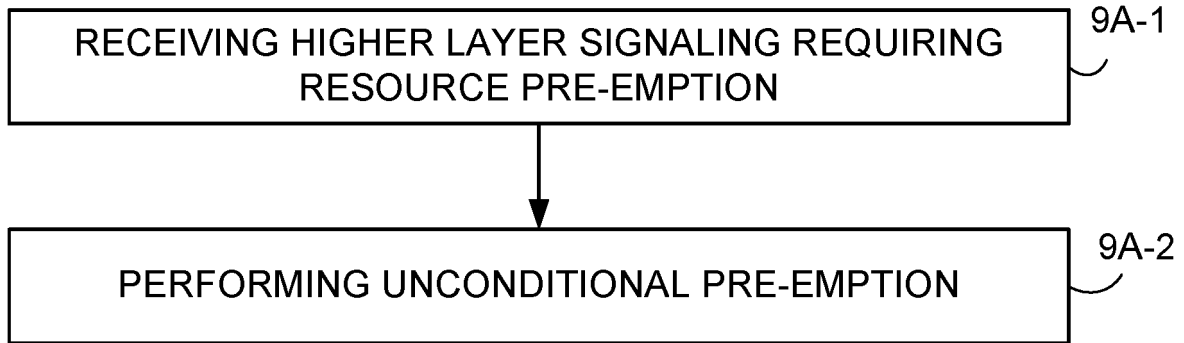 RECEIVING HIGHER LAYER SIGNALING REQUIRING
RESOURCE PRE-EMPTION
9A-1
PERFORMING UNCONDITIONAL PRE-EMPTION
9A-2